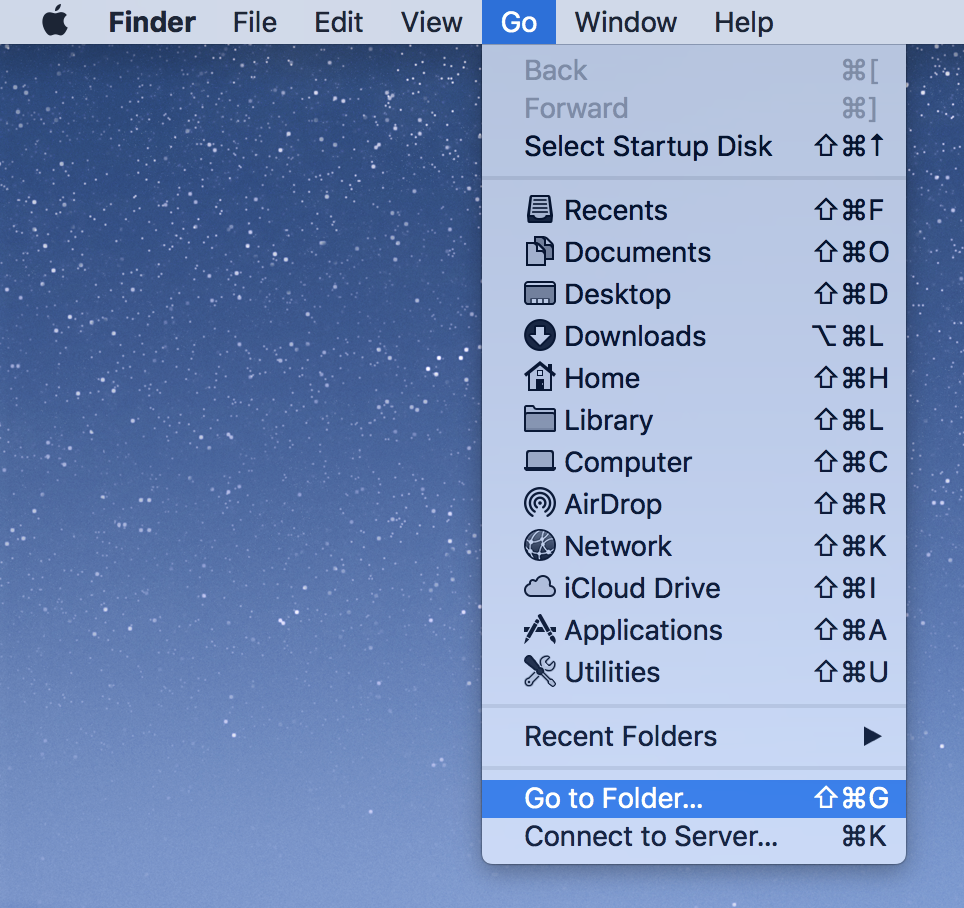 Finder File Edit View Go Window Help
Back ⌘[
Forward ⌘]
Select Startup Disk ⇧⌘↑
Recents ⇧⌘F
Documents ⇧⌘O
Desktop ⇧⌘D
Downloads ⌥⌘L
Home ⇧⌘H
Library ⇧⌘L
Computer ⇧⌘C
AirDrop ⇧⌘R
Network ⇧⌘K
iCloud Drive ⇧⌘I
Applications ⇧⌘A
Utilities ⇧⌘U
Recent Folders ▶
Go to Folder... ⇧⌘G
Connect to Server... ⌘K